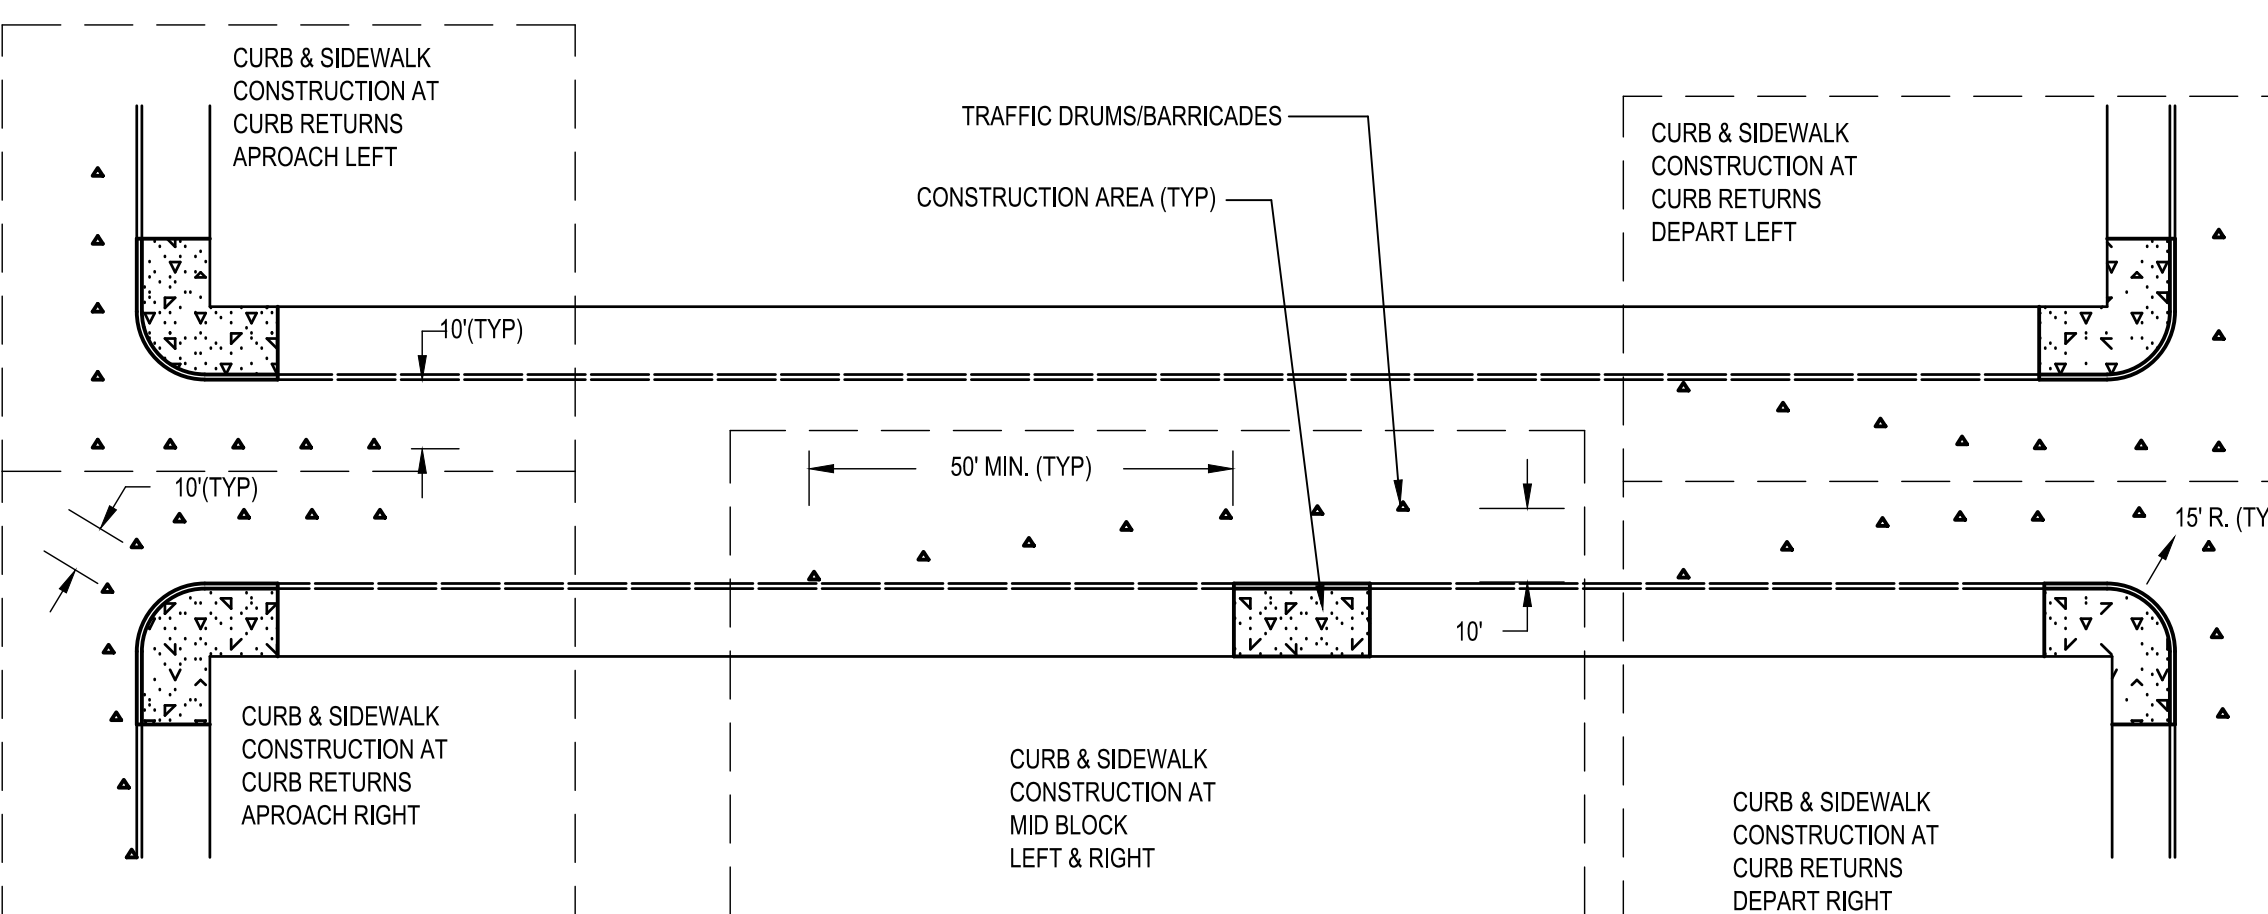 CURB & SIDEWALK
CONSTRUCTION AT
CURB RETURNS
APROACH LEFT
TRAFFIC DRUMS/BARRICADES
CONSTRUCTION AREA (TYP)
CURB & SIDEWALK
CONSTRUCTION AT
CURB RETURNS
DEPART LEFT
10'(TYP)
50' MIN. (TYP)
10'(TYP)
15' R. (TY
10'
CURB & SIDEWALK
CONSTRUCTION AT
CURB RETURNS
APROACH RIGHT
CURB & SIDEWALK
CONSTRUCTION AT
MID BLOCK
LEFT & RIGHT
CURB & SIDEWALK
CONSTRUCTION AT
CURB RETURNS
DEPART RIGHT